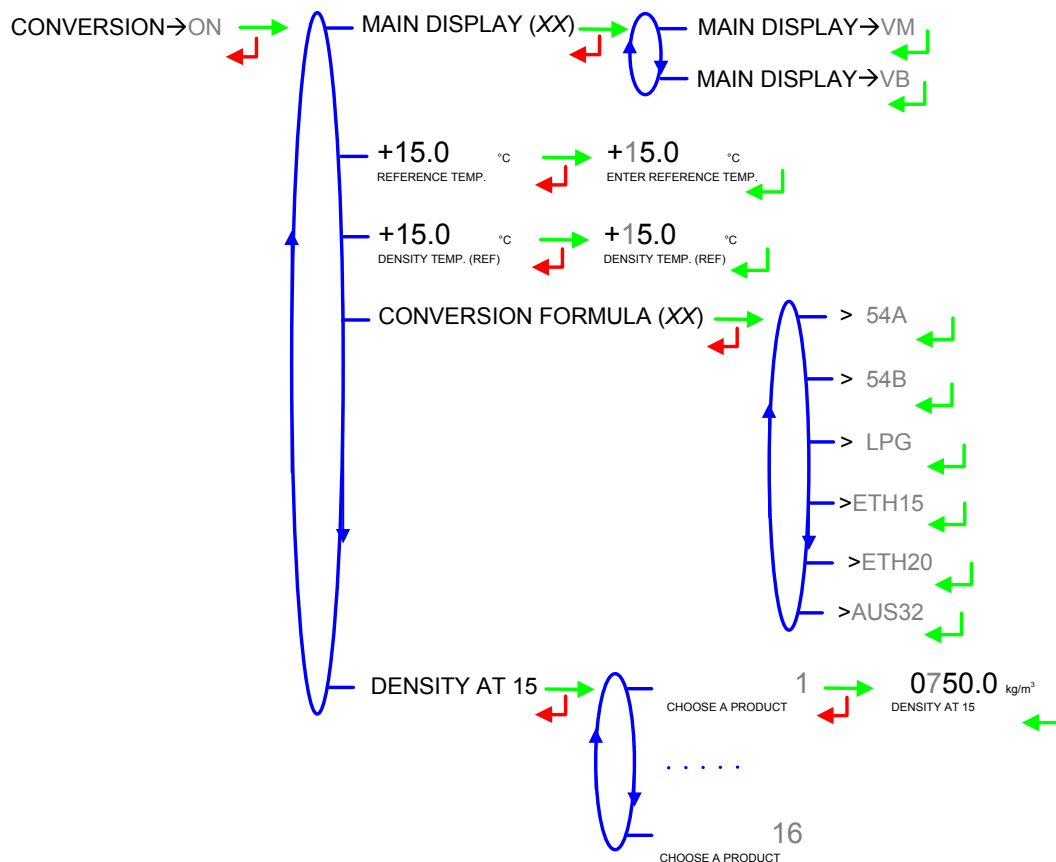 CONVERSION→ON
MAIN DISPLAY (XX)
MAIN DISPLAY→VM
MAIN DISPLAY→VB
+15.0 °C
REFERENCE TEMP.
+15.0 °C
ENTER REFERENCE TEMP.
+15.0 °C
DENSITY TEMP. (REF)
+15.0 °C
DENSITY TEMP. (REF)
CONVERSION FORMULA (XX)
> 54A
> 54B
> LPG
>ETH15
>ETH20
>AUS32
DENSITY AT 15
1
CHOOSE A PRODUCT
0750.0 kg/m³
DENSITY AT 15
. . . . .
16
CHOOSE A PRODUCT